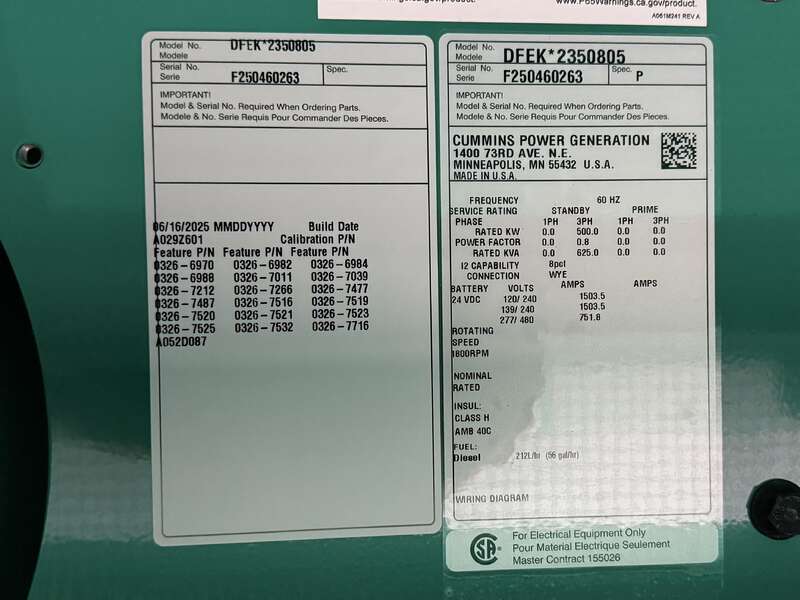 www.P65Warnings.ca.gov/product.
A061M241 REV A
Model No. DFEK*2350805
Modele
Serial No. F250460263 Spec.
Serie
IMPORTANT!
Model & Serial No. Required When Ordering Parts.
Modele & No. Serie Requis Pour Commander Des Pieces.
06/16/2025 MMDDYYYY Build Date
A029Z601 Calibration P/N
Feature P/N Feature P/N Feature P/N
0326-6970 0326-6982 0326-6984
0326-6988 0326-7011 0326-7039
0326-7212 0326-7266 0326-7477
0326-7487 0326-7516 0326-7519
0326-7520 0326-7521 0326-7523
0326-7525 0326-7532 0326-7716
A052D087
Model No. DFEK*2350805
Modele
Serial No. F250460263 Spec. P
Serie
IMPORTANT!
Model & Serial No. Required When Ordering Parts.
Modele & No. Serie Requis Pour Commander Des Pieces.
CUMMINS POWER GENERATION
1400 73RD AVE. N.E.
MINNEAPOLIS, MN 55432 U.S.A.
MADE IN U.S.A.
FREQUENCY 60 HZ
SERVICE RATING STANDBY PRIME
PHASE 1PH 3PH 1PH 3PH
RATED KW 0.0 500.0 0.0 0.0
POWER FACTOR 0.0 0.8 0.0 0.0
RATED KVA 0.0 625.0 0.0 0.0
I2 CAPABILITY 8pct
CONNECTION WYE
BATTERY VOLTS AMPS AMPS
24 VDC 120/ 240 1503.5
139/ 240 1503.5
277/ 480 751.8
ROTATING
SPEED
1800RPM
NOMINAL
RATED
INSUL:
CLASS H
AMB 40C
FUEL:
Diesel 212L/hr (56 gal/hr)
WIRING DIAGRAM
For Electrical Equipment Only
Pour Material Electrique Seulement
Master Contract 155026